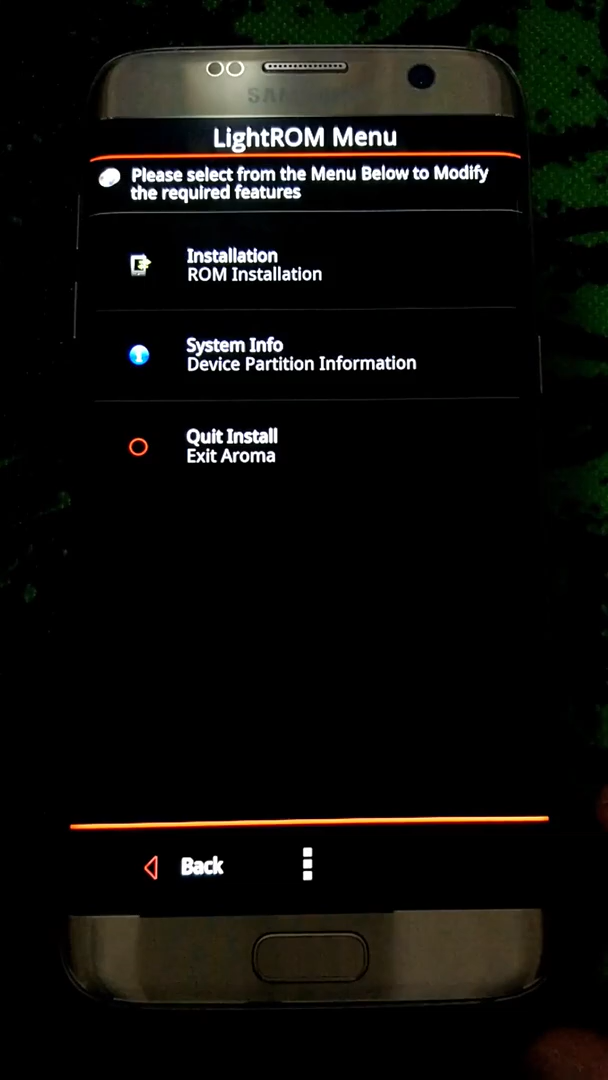 SAMSUNG
LightROM Menu
Please select from the Menu Below to Modify
the required features
Installation
ROM Installation
System Info
Device Partition Information
Quit Install
Exit Aroma
Back